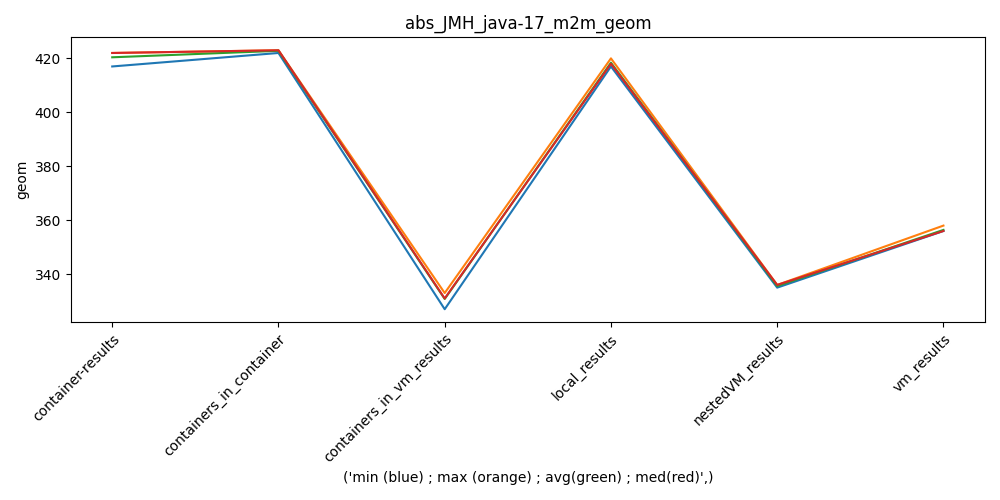 abs_JMH_java-17_m2m_geom
geom
420
400
380
360
340
container-results
containers_in_container
containers_in_vm_results
local_results
nestedVM_results
vm_results
('min (blue) ; max (orange) ; avg(green) ; med(red)',)